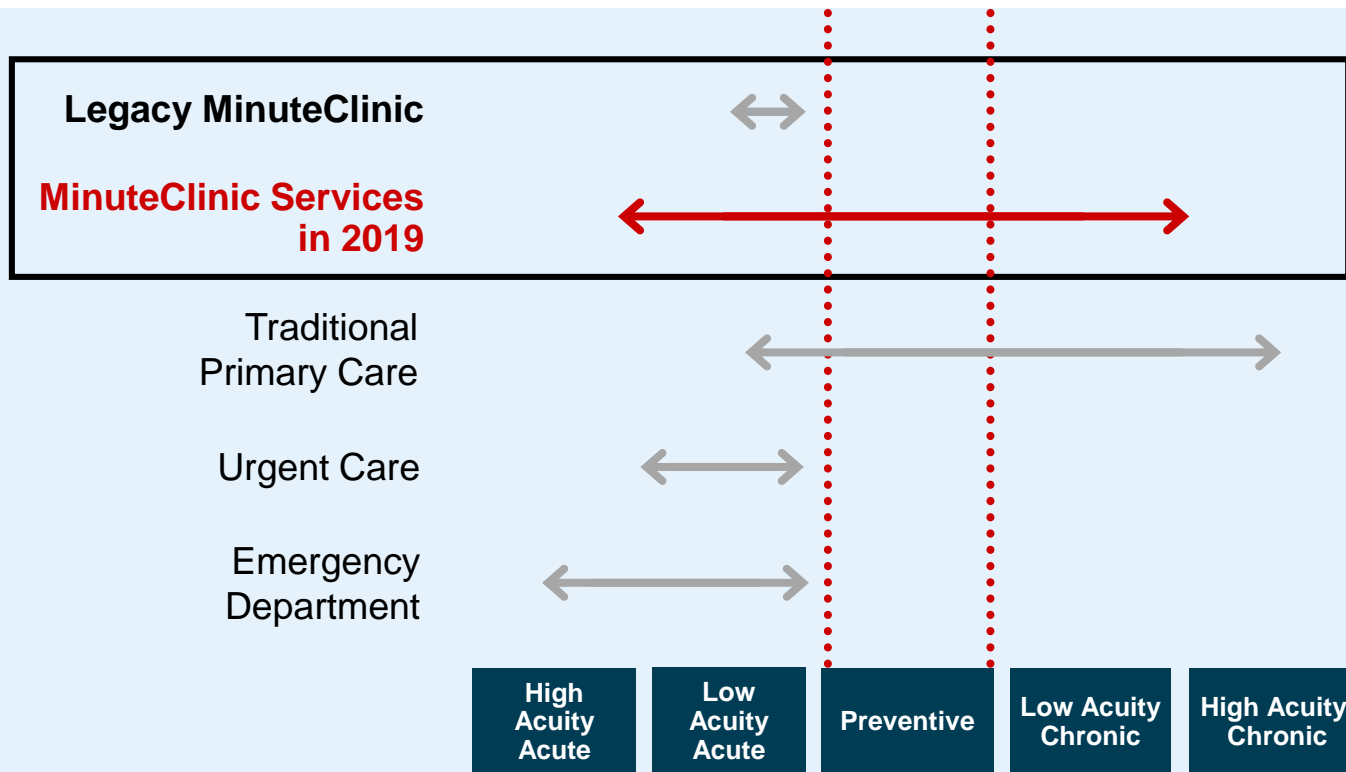 Legacy MinuteClinic
MinuteClinic Services
in 2019
Traditional
Primary Care
Urgent Care
Emergency
Department
High
Acuity
Acute
Low
Acuity
Acute
Preventive
Low Acuity
Chronic
High Acuity
Chronic